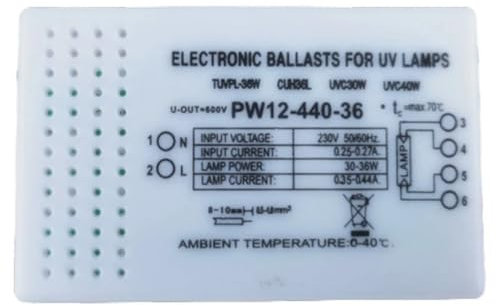 ELECTRONIC BALLASTS FOR UV LAMPS
TUVPL-36W CUH36L UVC30W UVC40W
U-OUT=600V PW12-440-36 * tc=max.70℃
1 N
2 L
INPUT VOLTAGE: 230V 50/60Hz.
INPUT CURRENT: 0.25-0.27A.
LAMP POWER: 30-36W
LAMP CURRENT: 0.35-0.44A.
LAMP
3
4
5
6
AMBIENT TEMPERATURE:0-40℃